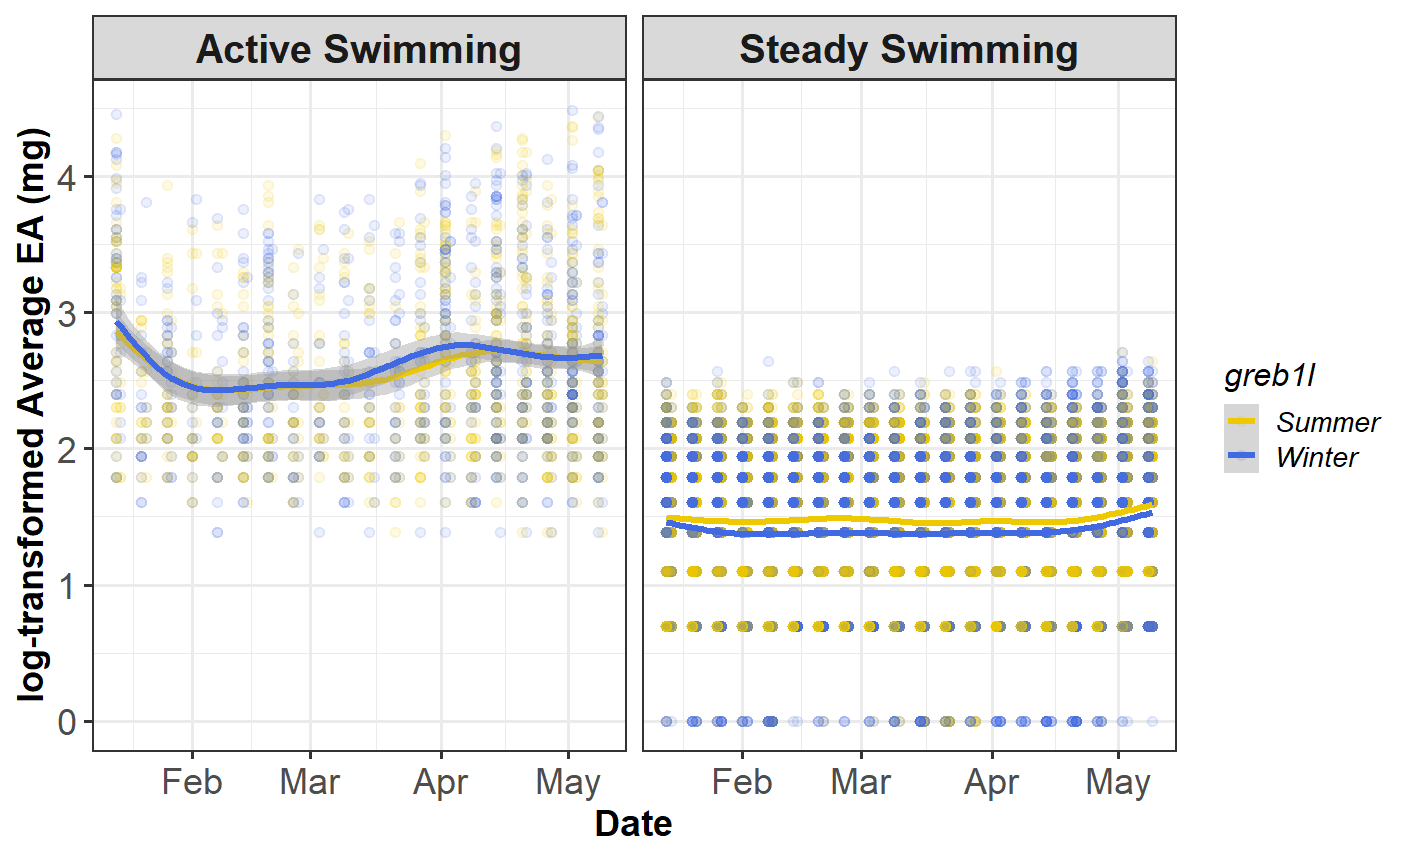 Active Swimming
Steady Swimming
log-transformed Average EA (mg)
4
3
2
1
0
Feb Mar Apr May
Feb Mar Apr May
Date
greb1l
Summer
Winter